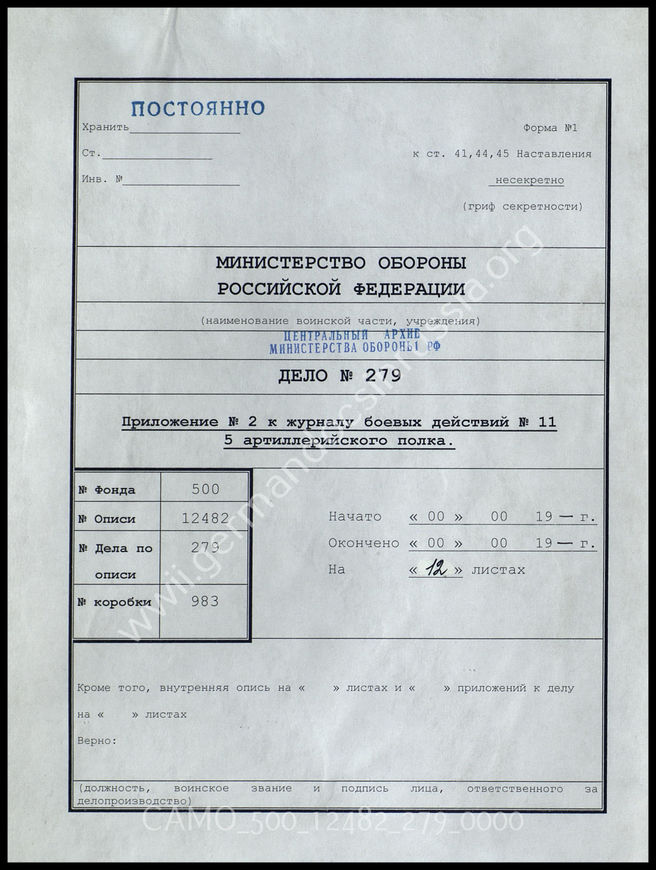 ПОСТОЯННО
Хранить
Форма №1
Ст.
к ст. 41,44,45 Наставления
Инв. №
несекретно
(гриф секретности)
МИНИСТЕРСТВО ОБОРОНЫ
РОССИЙСКОЙ ФЕДЕРАЦИИ
(наименование воинской части, учреждения)
ЦЕНТРАЛЬНЫЙ АРХИВ
МИНИСТЕРСТВА ОБОРОНЫ РФ
ДЕЛО № 279
Приложение № 2 к журналу боевых действий № 11
5 артиллерийского полка.
№ Фонда 500
№ Описи 12482
№ Дела по описи 279
№ коробки 983
Начато « 00 » 00 19 — г.
Окончено « 00 » 00 19 — г.
На « 12 » листах
Кроме того, внутренняя опись на « » листах и « » приложений к делу
на « » листах
Верно:
(должность, воинское звание и подпись лица, ответственного за
делопроизводство)
www.germandocsinrussia.org
CAMO_500_12482_279_0000